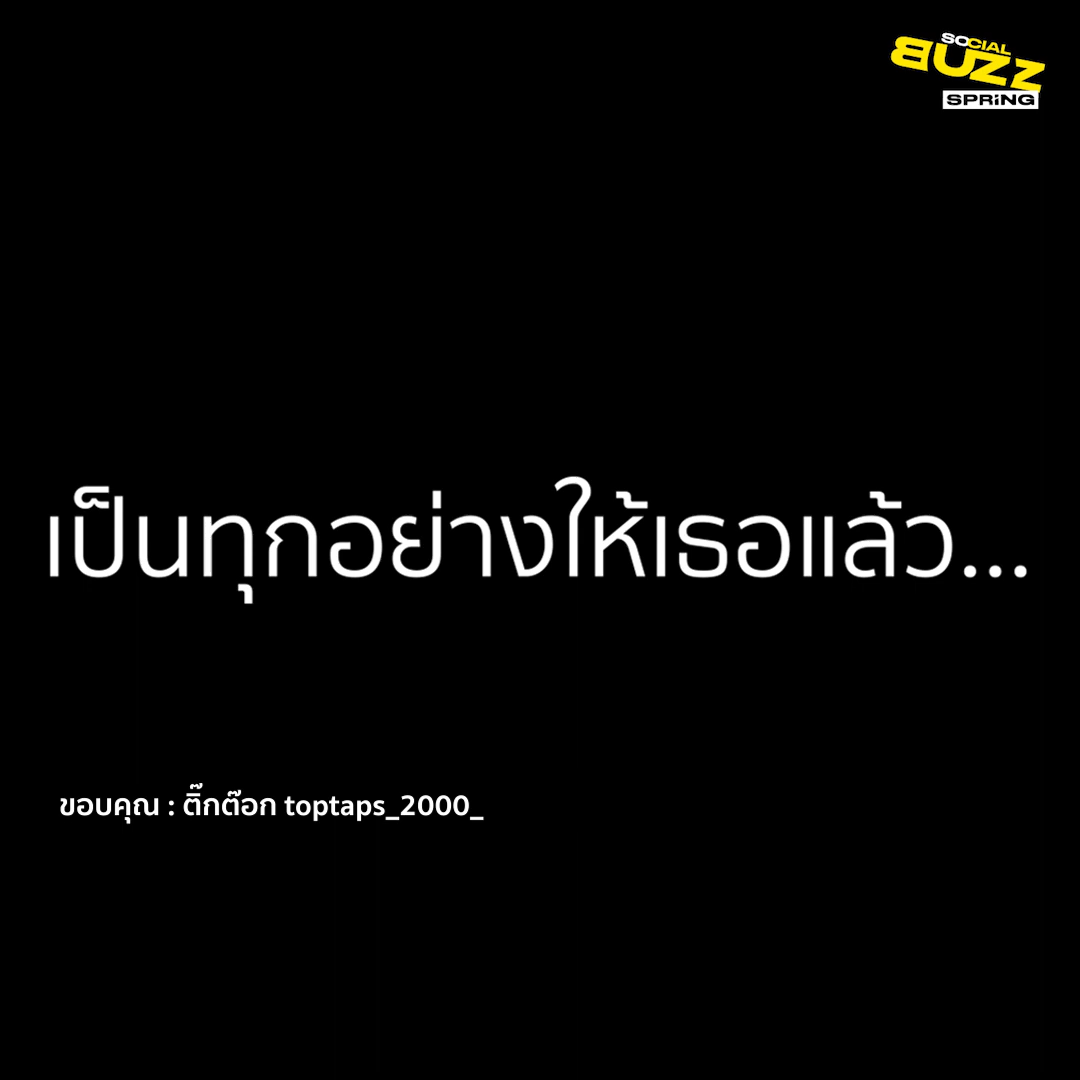 SOCIAL
BUZZ
SPRiNG
เป็นทุกอย่างให้เธอแล้ว...
ขอบคุณ : ติ๊กต๊อก toptaps_2000_